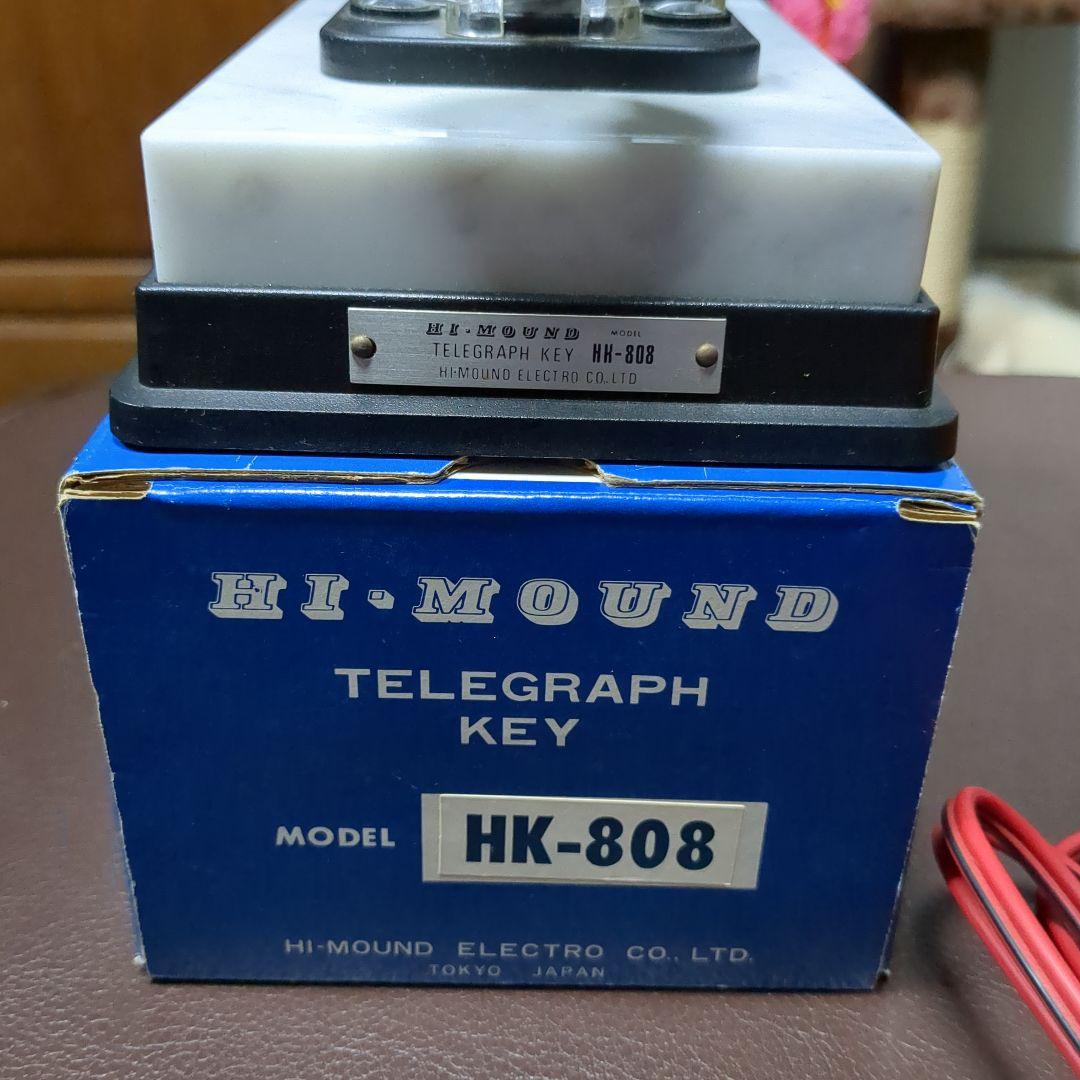 HI-MOUND MODEL
TELEGRAPH KEY HK-808
HI-MOUND ELECTRO CO., LTD
HI-MOUND
TELEGRAPH
KEY
MODEL HK-808
HI-MOUND ELECTRO CO., LTD.
TOKYO JAPAN